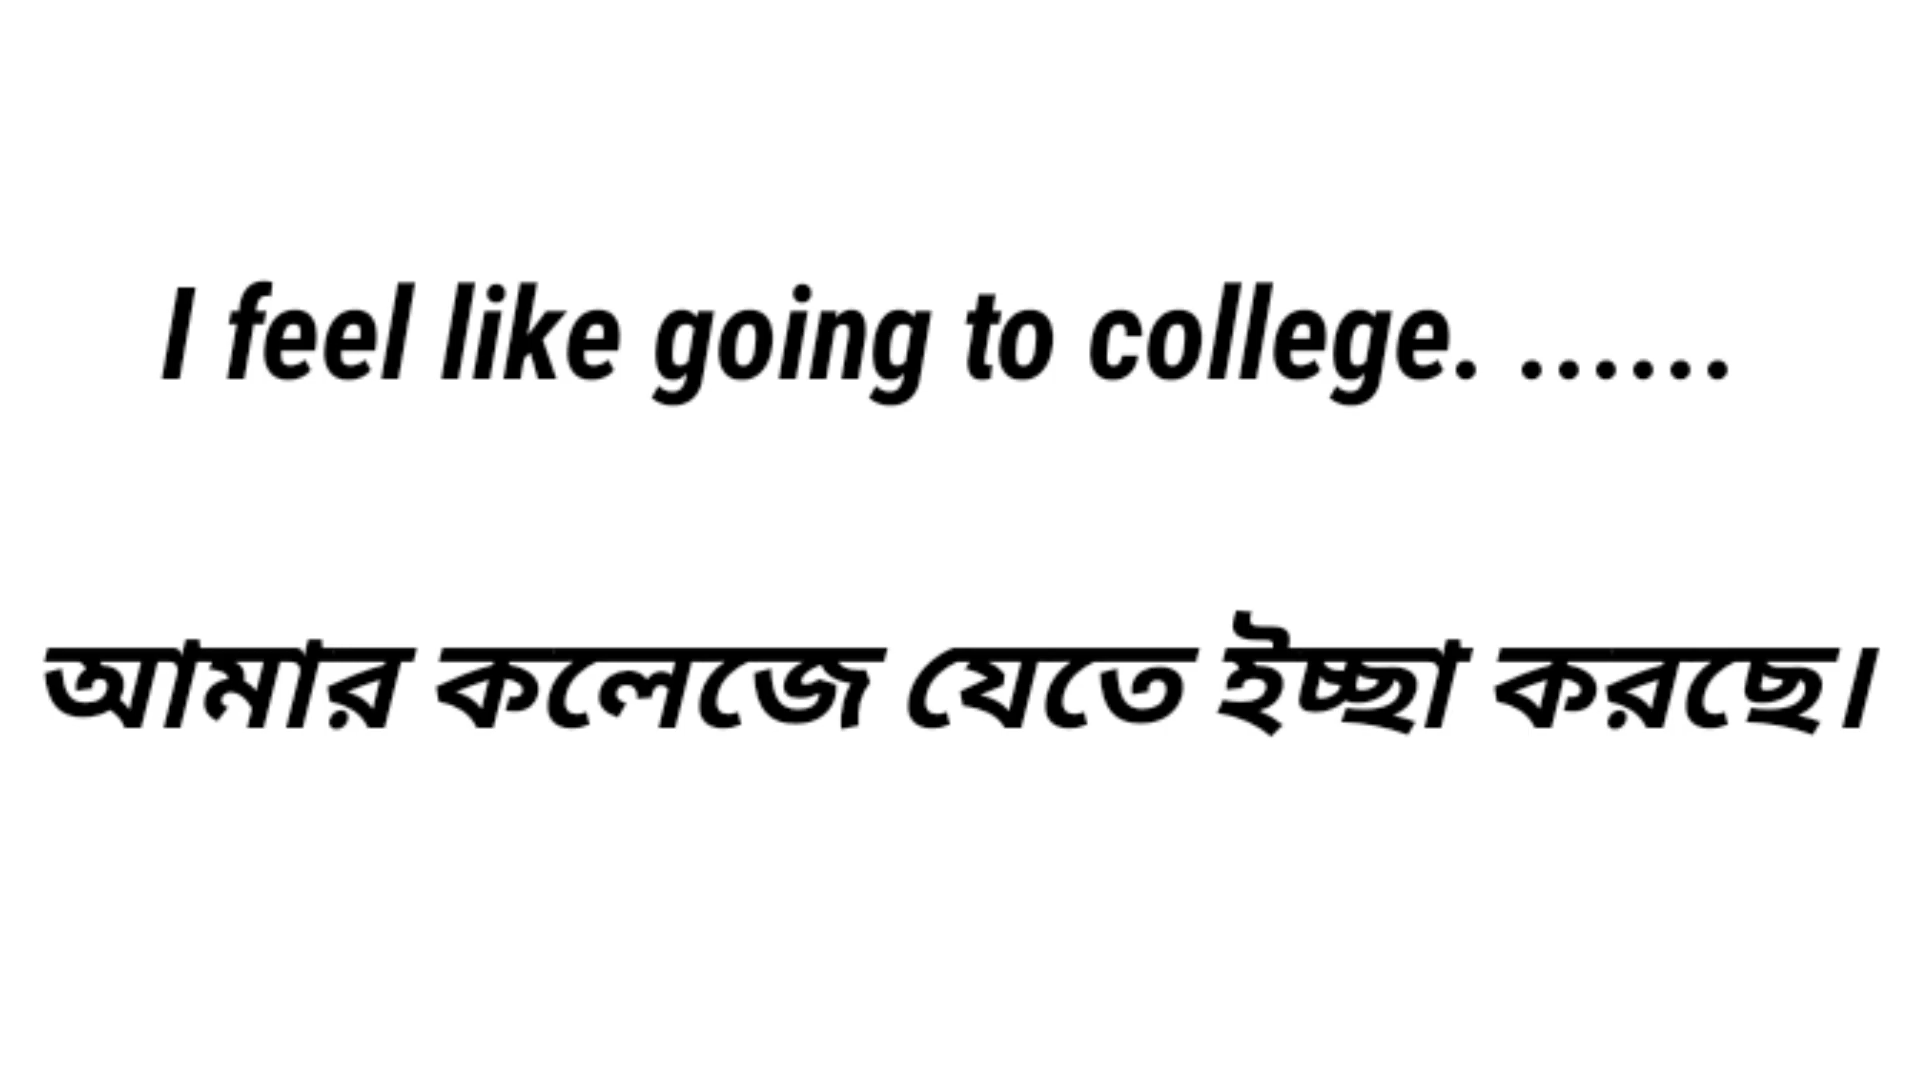 I feel like going to college. ......
আমার কলেজে যেতে ইচ্ছা করছে।